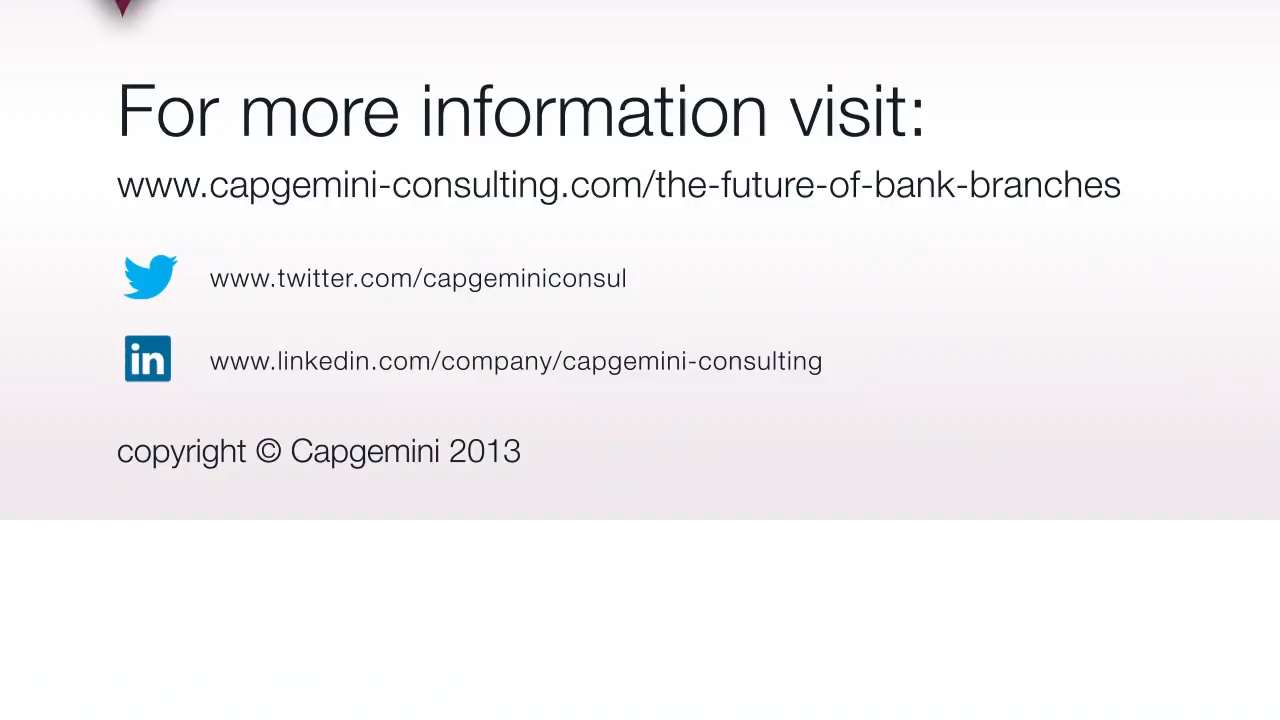 For more information visit:
www.capgemini-consulting.com/the-future-of-bank-branches
www.twitter.com/capgeminiconsul
in www.linkedin.com/company/capgemini-consulting
copyright © Capgemini 2013